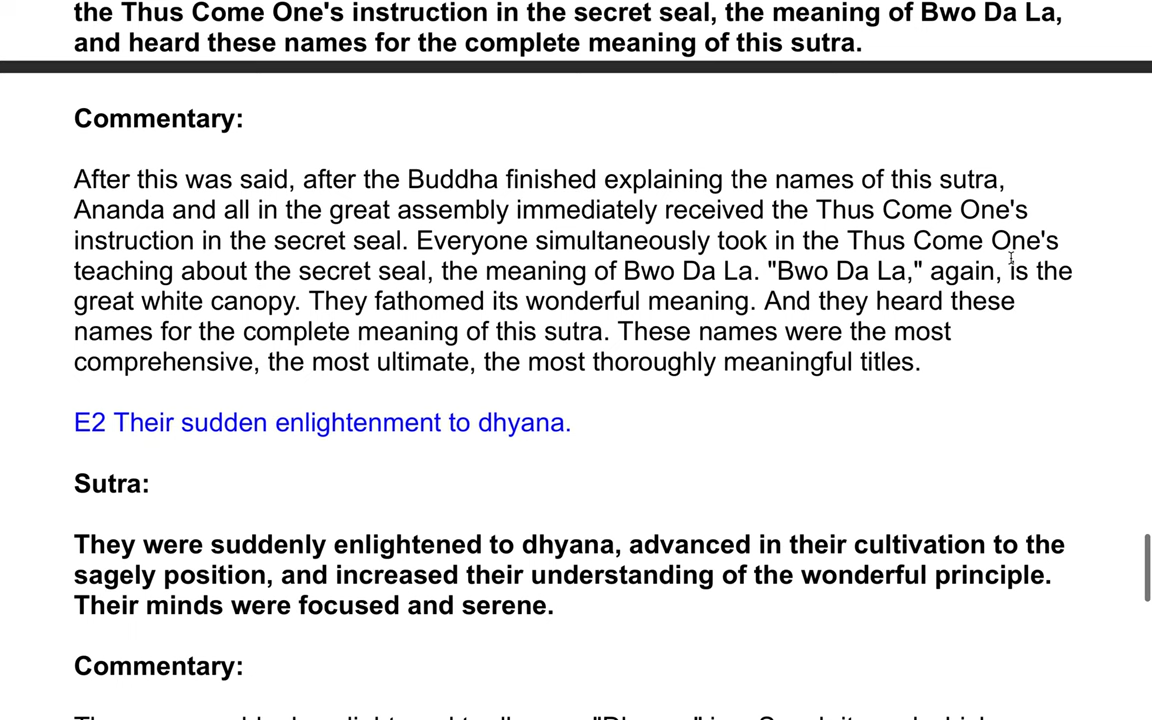 the Thus Come One's instruction in the secret seal, the meaning of Bwo Da La,
and heard these names for the complete meaning of this sutra.
Commentary:
After this was said, after the Buddha finished explaining the names of this sutra,
Ananda and all in the great assembly immediately received the Thus Come One's
instruction in the secret seal. Everyone simultaneously took in the Thus Come One's
teaching about the secret seal, the meaning of Bwo Da La. "Bwo Da La," again, is the
great white canopy. They fathomed its wonderful meaning. And they heard these
names for the complete meaning of this sutra. These names were the most
comprehensive, the most ultimate, the most thoroughly meaningful titles.
E2 Their sudden enlightenment to dhyana.
Sutra:
They were suddenly enlightened to dhyana, advanced in their cultivation to the
sagely position, and increased their understanding of the wonderful principle.
Their minds were focused and serene.
Commentary: